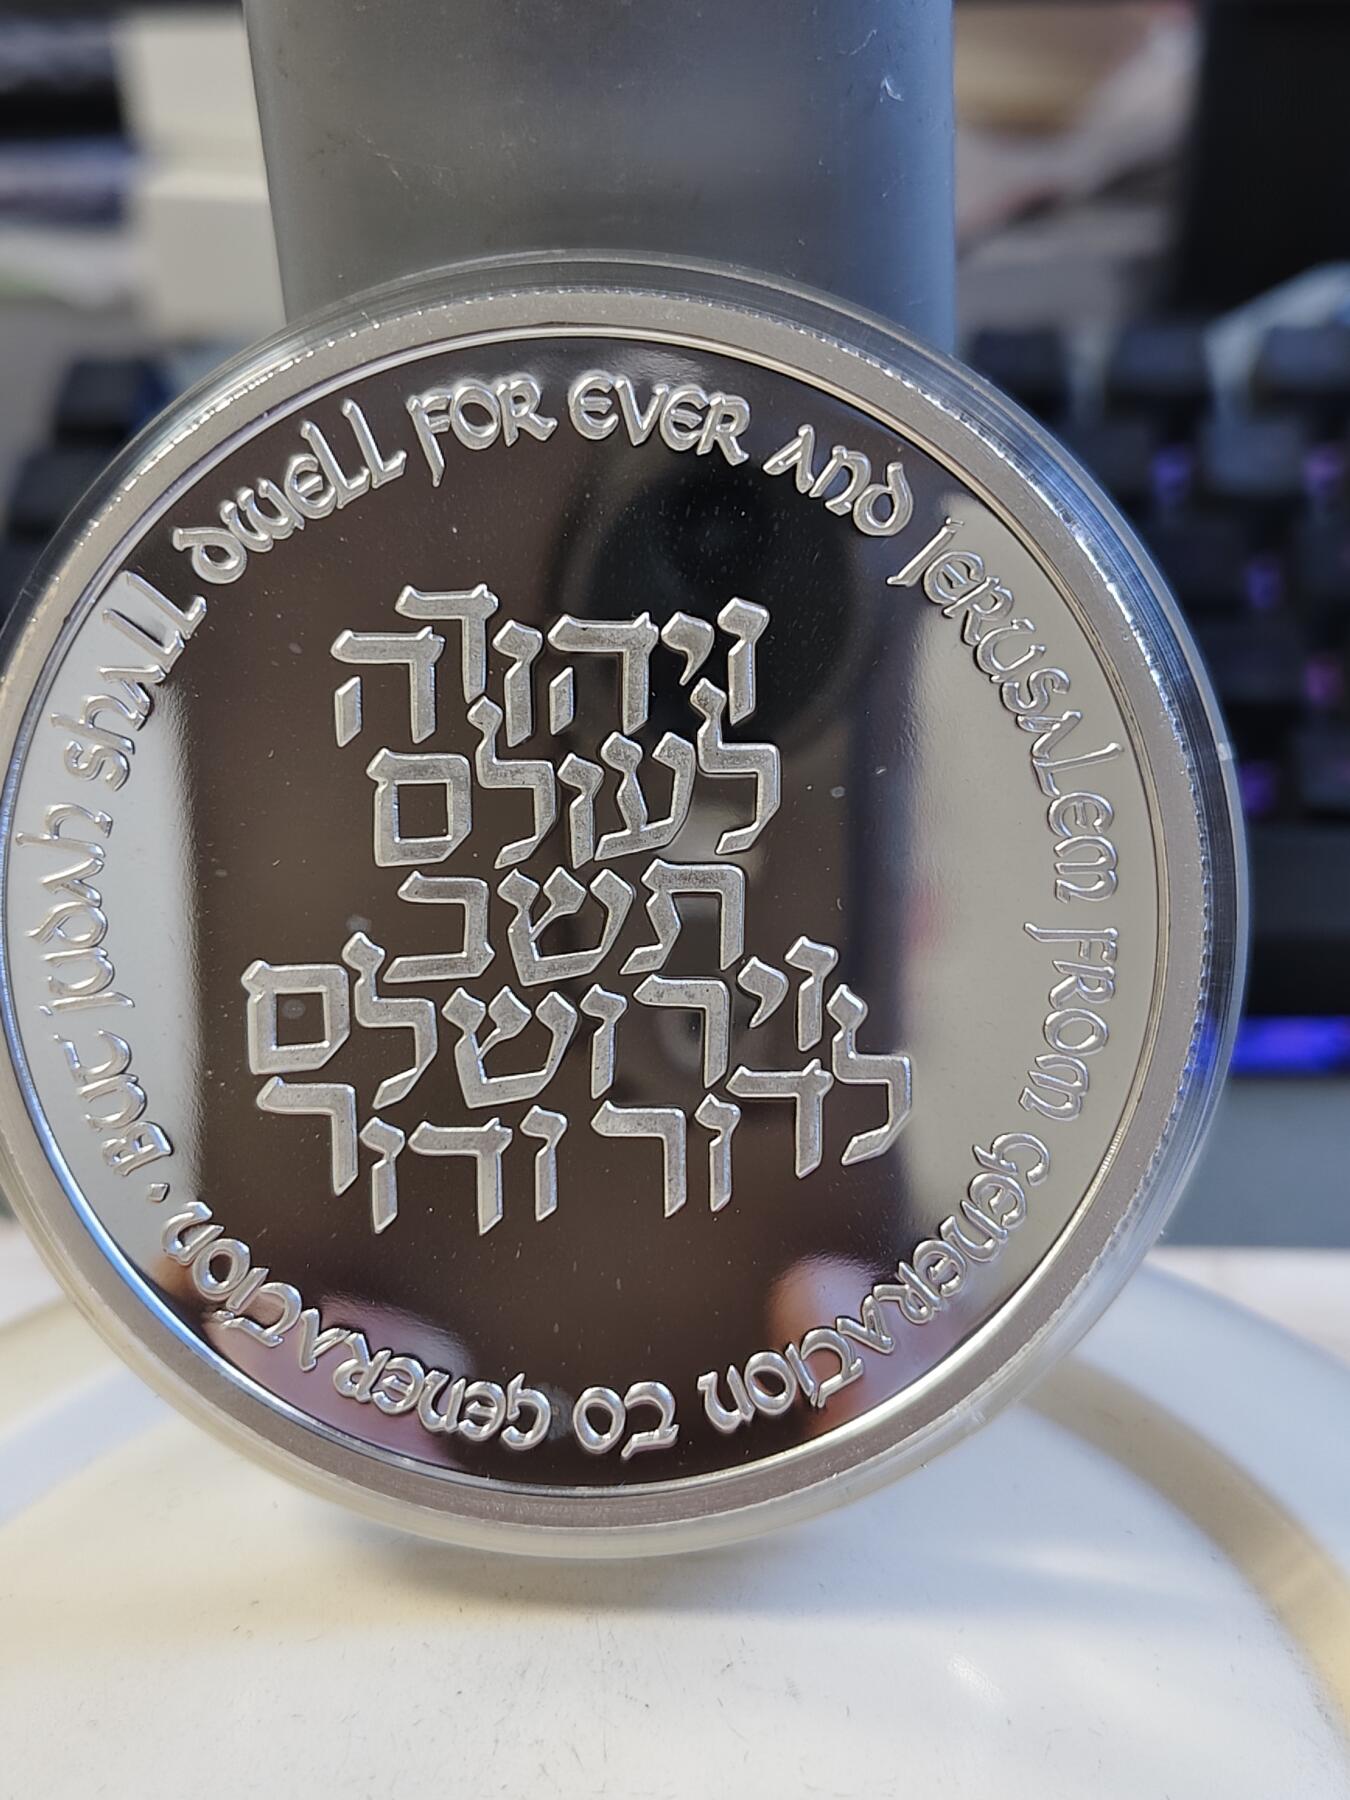 BUT JUDAH SHALL DWELL FOR EVER AND JERUSALEM FROM GENERATION TO GENERATION ·
ויהודה
לעולם
תשב
וירושלם
לדור ודור